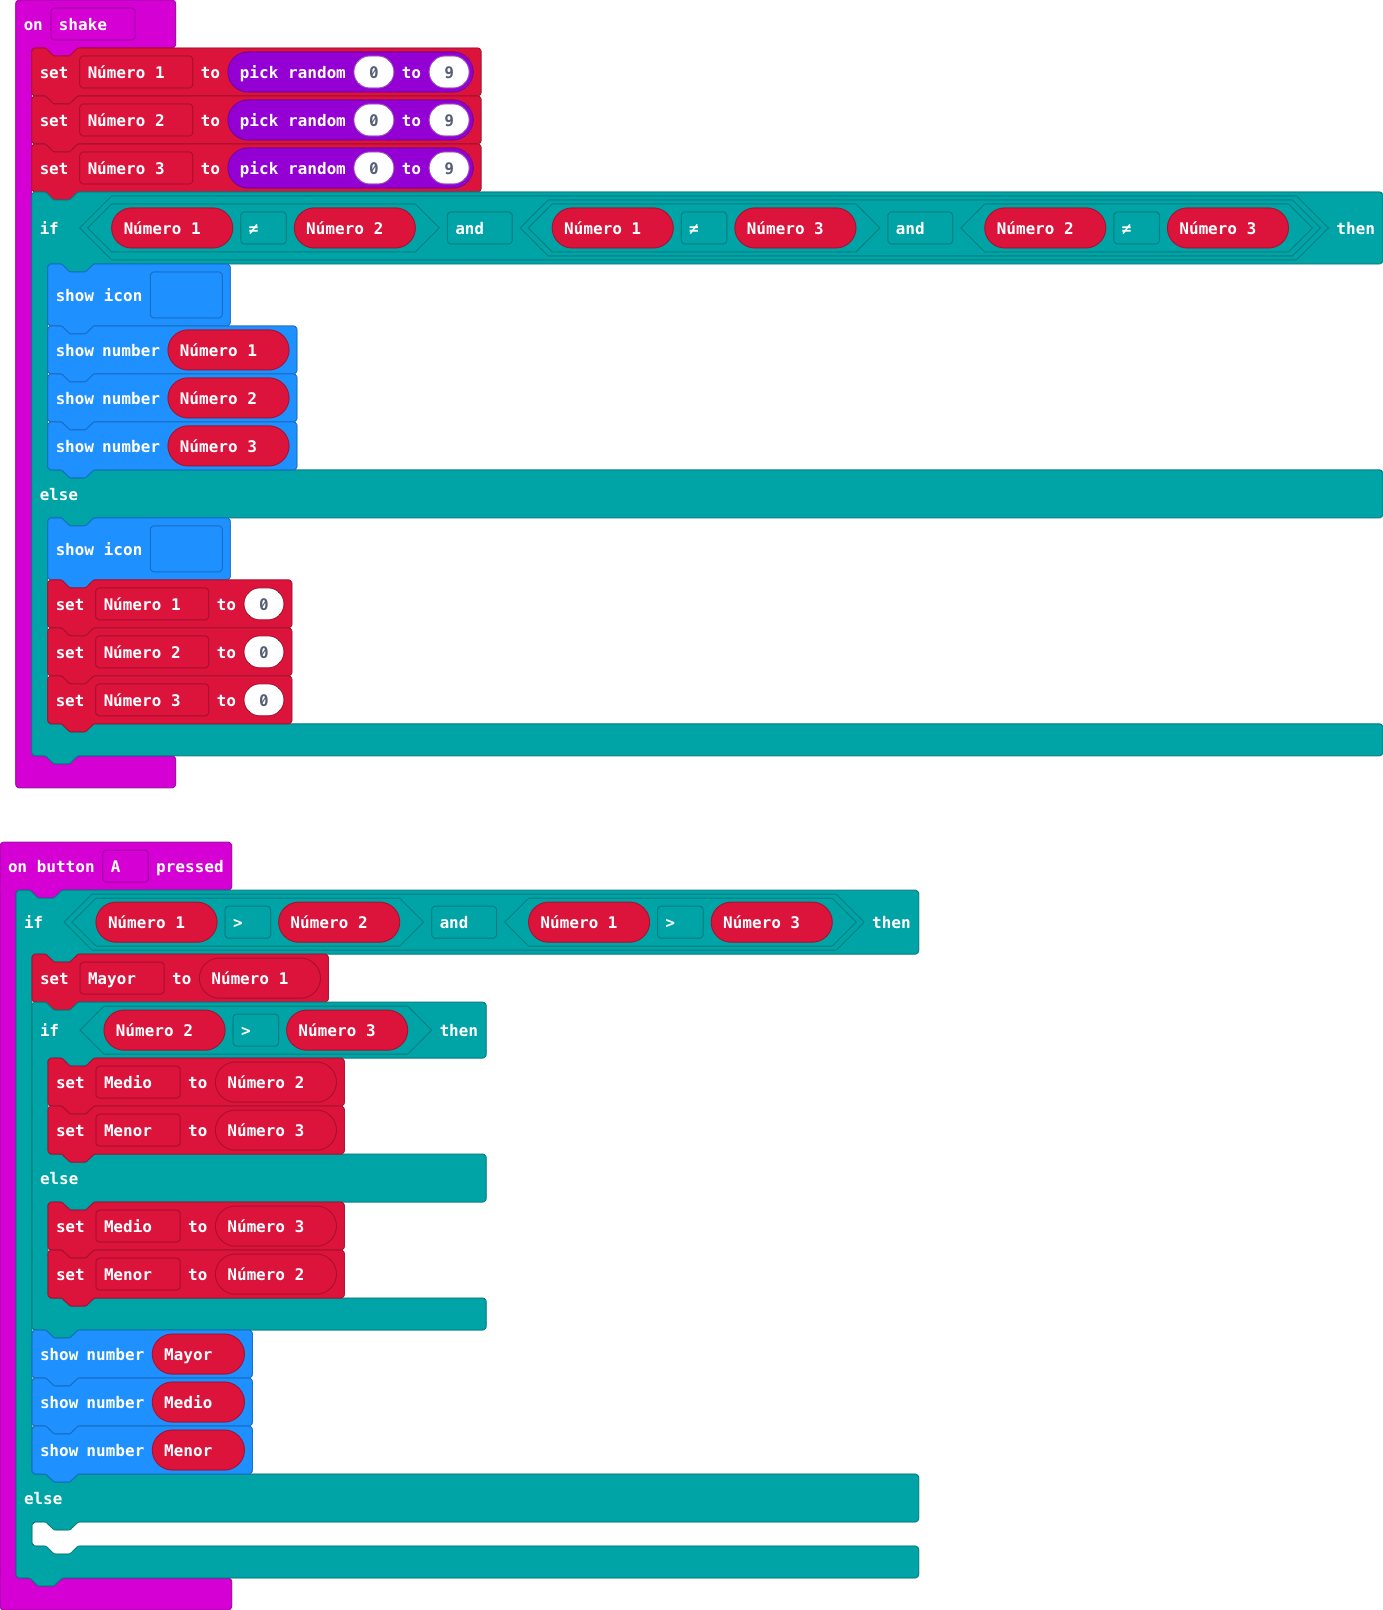 on shake
set Número 1 to pick random 0 to 9
set Número 2 to pick random 0 to 9
set Número 3 to pick random 0 to 9
if Número 1 ≠ Número 2 and Número 1 ≠ Número 3 and Número 2 ≠ Número 3 then
show icon
show number Número 1
show number Número 2
show number Número 3
else
show icon
set Número 1 to 0
set Número 2 to 0
set Número 3 to 0
on button A pressed
if Número 1 > Número 2 and Número 1 > Número 3 then
set Mayor to Número 1
if Número 2 > Número 3 then
set Medio to Número 2
set Menor to Número 3
else
set Medio to Número 3
set Menor to Número 2
show number Mayor
show number Medio
show number Menor
else